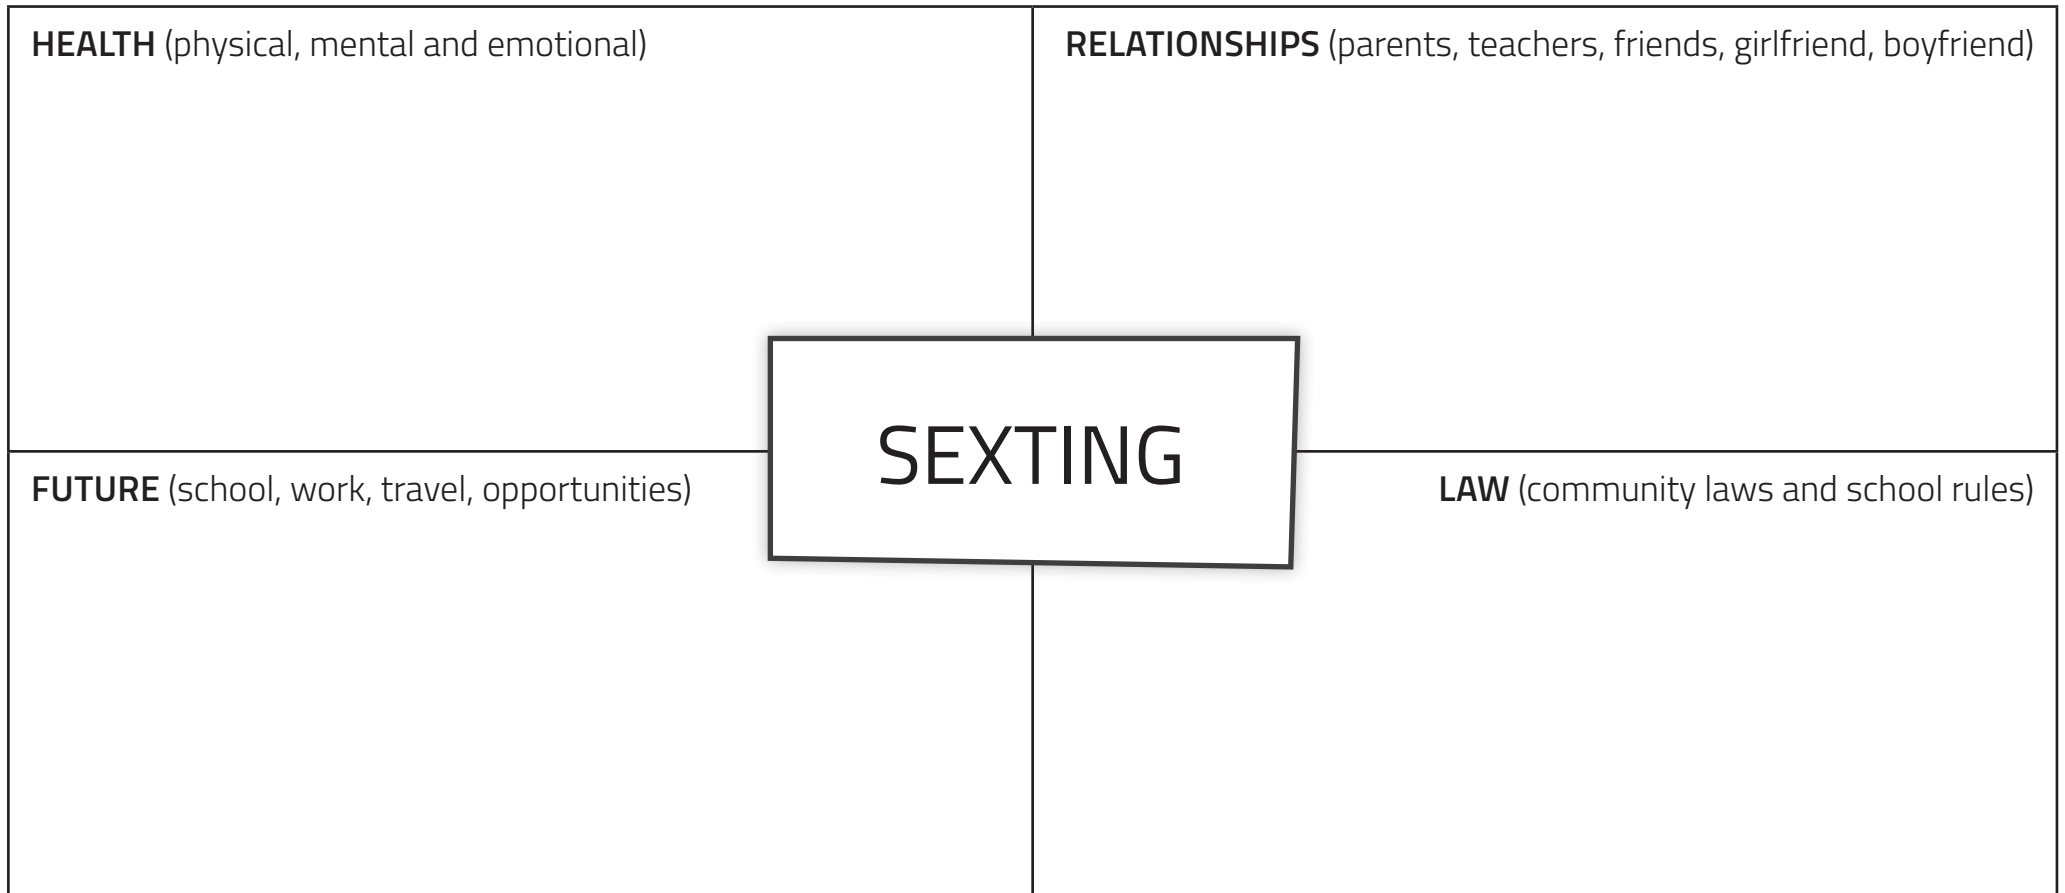 HEALTH (physical, mental and emotional)
RELATIONSHIPS (parents, teachers, friends, girlfriend, boyfriend)
SEXTING
FUTURE (school, work, travel, opportunities)
LAW (community laws and school rules)